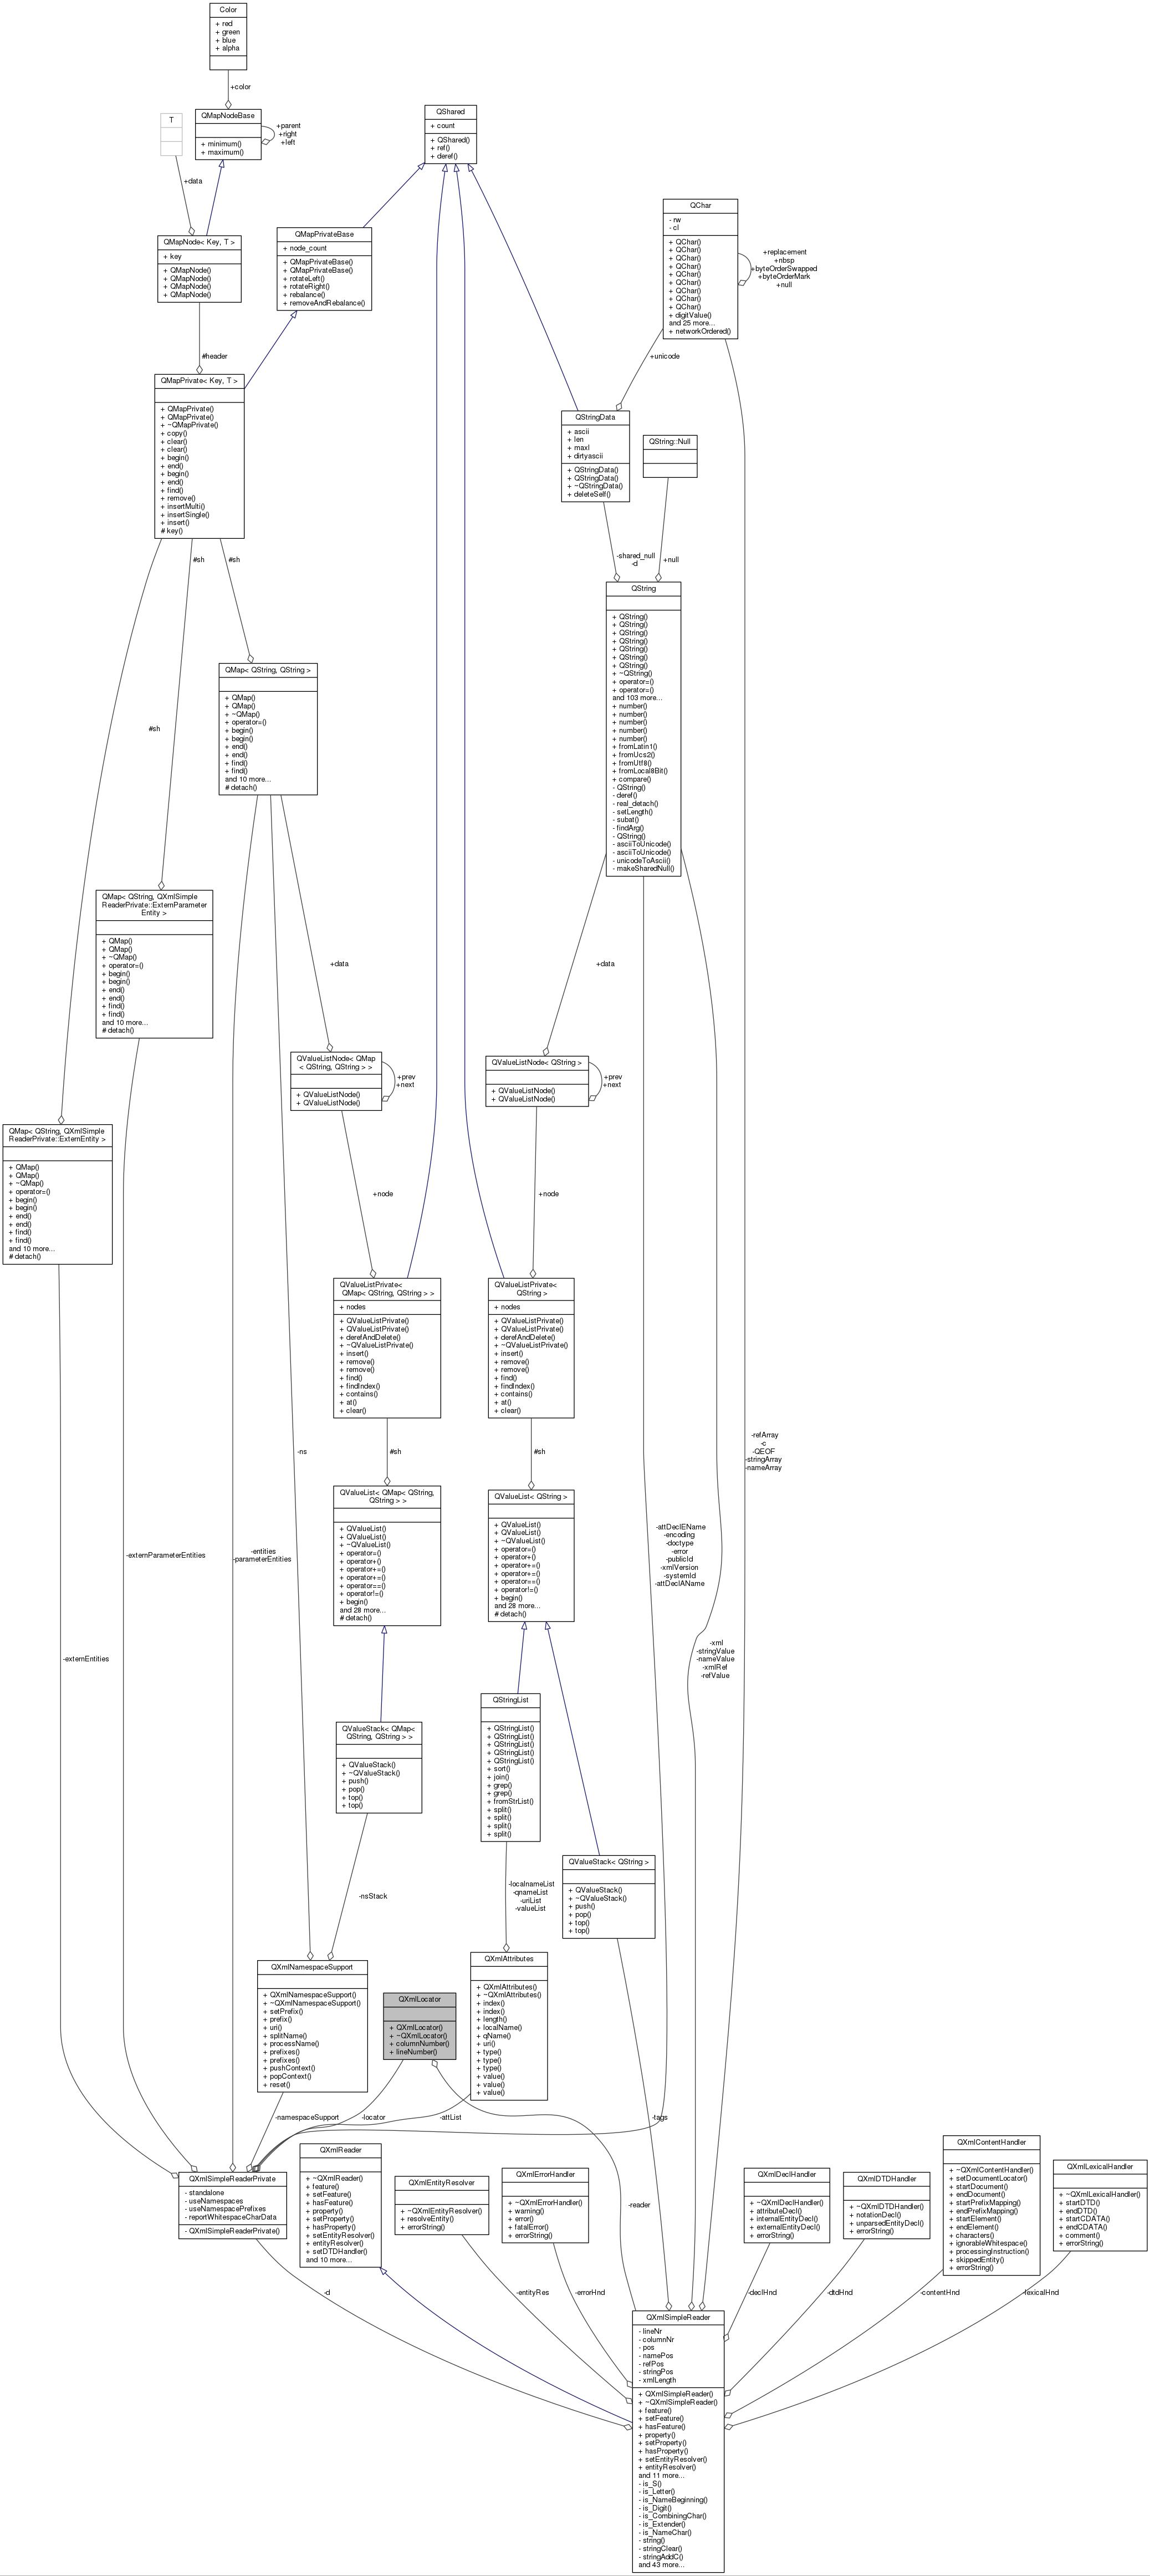 Color
+ red
+ green
+ blue
+ alpha
+color
T
QMapNodeBase
+ minimum()
+ maximum()
+parent
+right
+left
+data
QShared
+ count
+ QShared()
+ ref()
+ deref()
QChar
- rw
- cl
+ QChar()
+ QChar()
+ QChar()
+ QChar()
+ QChar()
+ QChar()
+ QChar()
+ QChar()
+ QChar()
+ digitValue()
and 25 more...
+ networkOrdered()
+replacement
+nbsp
+byteOrderSwapped
+byteOrderMark
+null
QMapNode< Key, T >
+ key
+ QMapNode()
+ QMapNode()
+ QMapNode()
+ QMapNode()
QMapPrivateBase
+ node_count
+ QMapPrivateBase()
+ QMapPrivateBase()
+ rotateLeft()
+ rotateRight()
+ rebalance()
+ removeAndRebalance()
#header
+unicode
QMapPrivate< Key, T >
+ QMapPrivate()
+ QMapPrivate()
+ ~QMapPrivate()
+ copy()
+ clear()
+ clear()
+ begin()
+ end()
+ begin()
+ end()
+ find()
+ remove()
+ insertMulti()
+ insertSingle()
+ insert()
# key()
QStringData
+ ascii
+ len
+ maxl
+ dirtyascii
+ QStringData()
+ QStringData()
+ ~QStringData()
+ deleteSelf()
QString::Null
#sh
#sh
-shared_null
-d
+null
QString
+ QString()
+ QString()
+ QString()
+ QString()
+ QString()
+ QString()
+ QString()
+ ~QString()
+ operator=()
+ operator=()
and 103 more...
+ number()
+ number()
+ number()
+ number()
+ number()
+ fromLatin1()
+ fromUcs2()
+ fromUtf8()
+ fromLocal8Bit()
+ compare()
- QString()
- deref()
- real_detach()
- setLength()
- subat()
- findArg()
- QString()
- asciiToUnicode()
- asciiToUnicode()
- unicodeToAscii()
- makeSharedNull()
QMap< QString, QString >
+ QMap()
+ QMap()
+ ~QMap()
+ operator=()
+ begin()
+ begin()
+ end()
+ end()
+ find()
+ find()
and 10 more...
# detach()
#sh
QMap< QString, QXmlSimple
ReaderPrivate::ExternParameter
Entity >
+ QMap()
+ QMap()
+ ~QMap()
+ operator=()
+ begin()
+ begin()
+ end()
+ end()
+ find()
+ find()
and 10 more...
# detach()
+data
+data
QValueListNode< QMap
< QString, QString > >
+ QValueListNode()
+ QValueListNode()
+prev
+next
QValueListNode< QString >
+ QValueListNode()
+ QValueListNode()
+prev
+next
QMap< QString, QXmlSimple
ReaderPrivate::ExternEntity >
+ QMap()
+ QMap()
+ ~QMap()
+ operator=()
+ begin()
+ begin()
+ end()
+ end()
+ find()
+ find()
and 10 more...
# detach()
+node
+node
QValueListPrivate<
QMap< QString, QString > >
+ nodes
+ QValueListPrivate()
+ QValueListPrivate()
+ derefAndDelete()
+ ~QValueListPrivate()
+ insert()
+ remove()
+ remove()
+ find()
+ findIndex()
+ contains()
+ at()
+ clear()
QValueListPrivate<
QString >
+ nodes
+ QValueListPrivate()
+ QValueListPrivate()
+ derefAndDelete()
+ ~QValueListPrivate()
+ insert()
+ remove()
+ remove()
+ find()
+ findIndex()
+ contains()
+ at()
+ clear()
-ns
#sh
#sh
-refArray
-c
-QEOF
-stringArray
-nameArray
QValueList< QMap< QString,
QString > >
+ QValueList()
+ QValueList()
+ ~QValueList()
+ operator=()
+ operator+()
+ operator+=()
+ operator+=()
+ operator==()
+ operator!=()
+ begin()
and 28 more...
# detach()
QValueList< QString >
+ QValueList()
+ QValueList()
+ ~QValueList()
+ operator=()
+ operator+()
+ operator+=()
+ operator+=()
+ operator==()
+ operator!=()
+ begin()
and 28 more...
# detach()
-externParameterEntities
-entities
-parameterEntities
-attDeclEName
-encoding
-doctype
-error
-publicId
-xmlVersion
-systemId
-attDeclAName
-externEntities
-xml
-stringValue
-nameValue
-xmlRef
-refValue
QStringList
+ QStringList()
+ QStringList()
+ QStringList()
+ QStringList()
+ QStringList()
+ sort()
+ join()
+ grep()
+ grep()
+ fromStrList()
+ split()
+ split()
+ split()
+ split()
QValueStack< QMap<
QString, QString > >
+ QValueStack()
+ ~QValueStack()
+ push()
+ pop()
+ top()
+ top()
QValueStack< QString >
+ QValueStack()
+ ~QValueStack()
+ push()
+ pop()
+ top()
+ top()
-nsStack
-localnameList
-qnameList
-uriList
-valueList
QXmlNamespaceSupport
+ QXmlNamespaceSupport()
+ ~QXmlNamespaceSupport()
+ setPrefix()
+ prefix()
+ uri()
+ splitName()
+ processName()
+ prefixes()
+ prefixes()
+ pushContext()
+ popContext()
+ reset()
QXmlLocator
+ QXmlLocator()
+ ~QXmlLocator()
+ columnNumber()
+ lineNumber()
QXmlAttributes
+ QXmlAttributes()
+ ~QXmlAttributes()
+ index()
+ index()
+ length()
+ localName()
+ qName()
+ uri()
+ type()
+ type()
+ type()
+ value()
+ value()
+ value()
-namespaceSupport
-locator
-attList
-tags
QXmlSimpleReaderPrivate
- standalone
- useNamespaces
- useNamespacePrefixes
- reportWhitespaceCharData
- QXmlSimpleReaderPrivate()
QXmlReader
+ ~QXmlReader()
+ feature()
+ setFeature()
+ hasFeature()
+ property()
+ setProperty()
+ hasProperty()
+ setEntityResolver()
+ entityResolver()
+ setDTDHandler()
and 10 more...
QXmlEntityResolver
+ ~QXmlEntityResolver()
+ resolveEntity()
+ errorString()
QXmlErrorHandler
+ ~QXmlErrorHandler()
+ warning()
+ error()
+ fatalError()
+ errorString()
-reader
QXmlDeclHandler
+ ~QXmlDeclHandler()
+ attributeDecl()
+ internalEntityDecl()
+ externalEntityDecl()
+ errorString()
QXmlDTDHandler
+ ~QXmlDTDHandler()
+ notationDecl()
+ unparsedEntityDecl()
+ errorString()
QXmlContentHandler
+ ~QXmlContentHandler()
+ setDocumentLocator()
+ startDocument()
+ endDocument()
+ startPrefixMapping()
+ endPrefixMapping()
+ startElement()
+ endElement()
+ characters()
+ ignorableWhitespace()
+ processingInstruction()
+ skippedEntity()
+ errorString()
QXmlLexicalHandler
+ ~QXmlLexicalHandler()
+ startDTD()
+ endDTD()
+ startCDATA()
+ endCDATA()
+ comment()
+ errorString()
-d
-entityRes
-errorHnd
-declHnd
-dtdHnd
-contentHnd
-lexicalHnd
QXmlSimpleReader
- lineNr
- columnNr
- pos
- namePos
- refPos
- stringPos
- xmlLength
+ QXmlSimpleReader()
+ ~QXmlSimpleReader()
+ feature()
+ setFeature()
+ hasFeature()
+ property()
+ setProperty()
+ hasProperty()
+ setEntityResolver()
+ entityResolver()
and 11 more...
- is_S()
- is_Letter()
- is_NameBeginning()
- is_Digit()
- is_CombiningChar()
- is_Extender()
- is_NameChar()
- string()
- stringClear()
- stringAddC()
and 43 more...